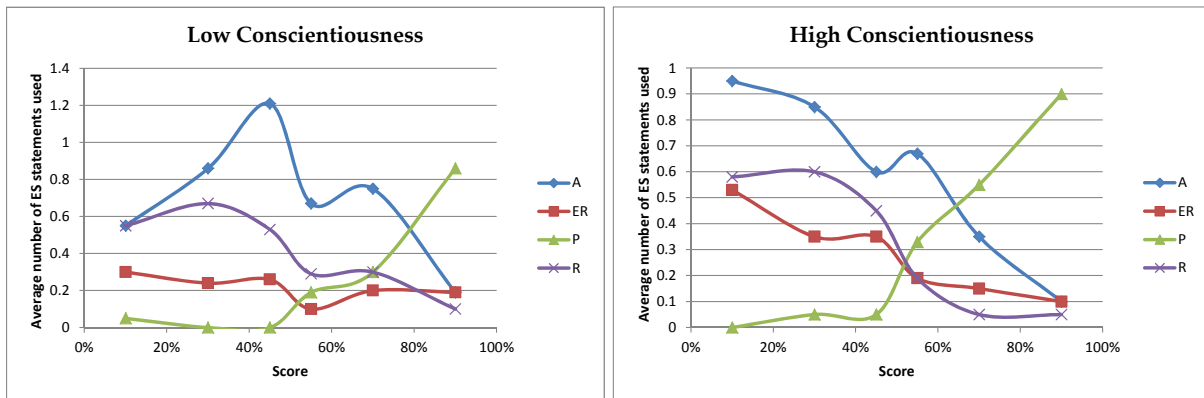 Low Conscientiousness
Average number of ES statements used
1.4
1.2
1
0.8
0.6
0.4
0.2
0
0%
20%
40%
60%
80%
100%
Score
A
ER
P
R
High Conscientiousness
Average number of ES statements used
1
0.9
0.8
0.7
0.6
0.5
0.4
0.3
0.2
0.1
0
0%
20%
40%
60%
80%
100%
Score
A
ER
P
R